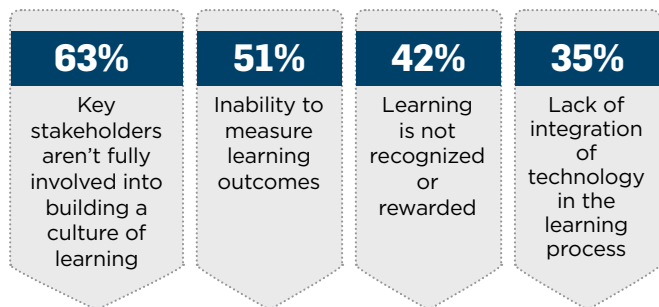 63%
Key
stakeholders
aren't fully
involved into
building a
culture of
learning
51%
Inability to
measure
learning
outcomes
42%
Learning
is not
recognized
or
rewarded
35%
Lack of
integration
of
technology
in the
learning
process